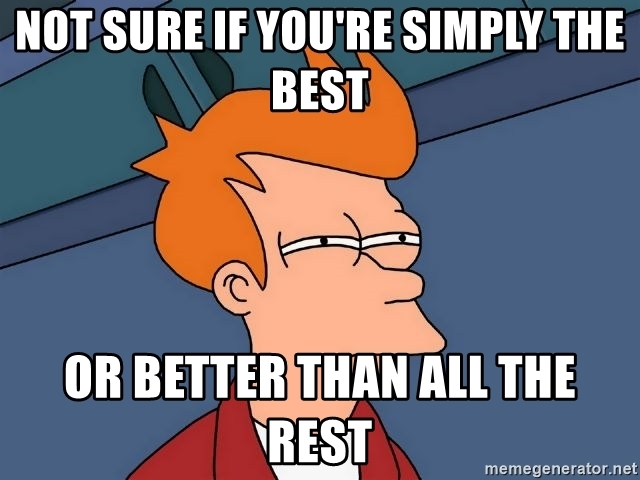 NOT SURE IF YOU'RE SIMPLY THE
BEST
OR BETTER THAN ALL THE
REST
memegenerator.net